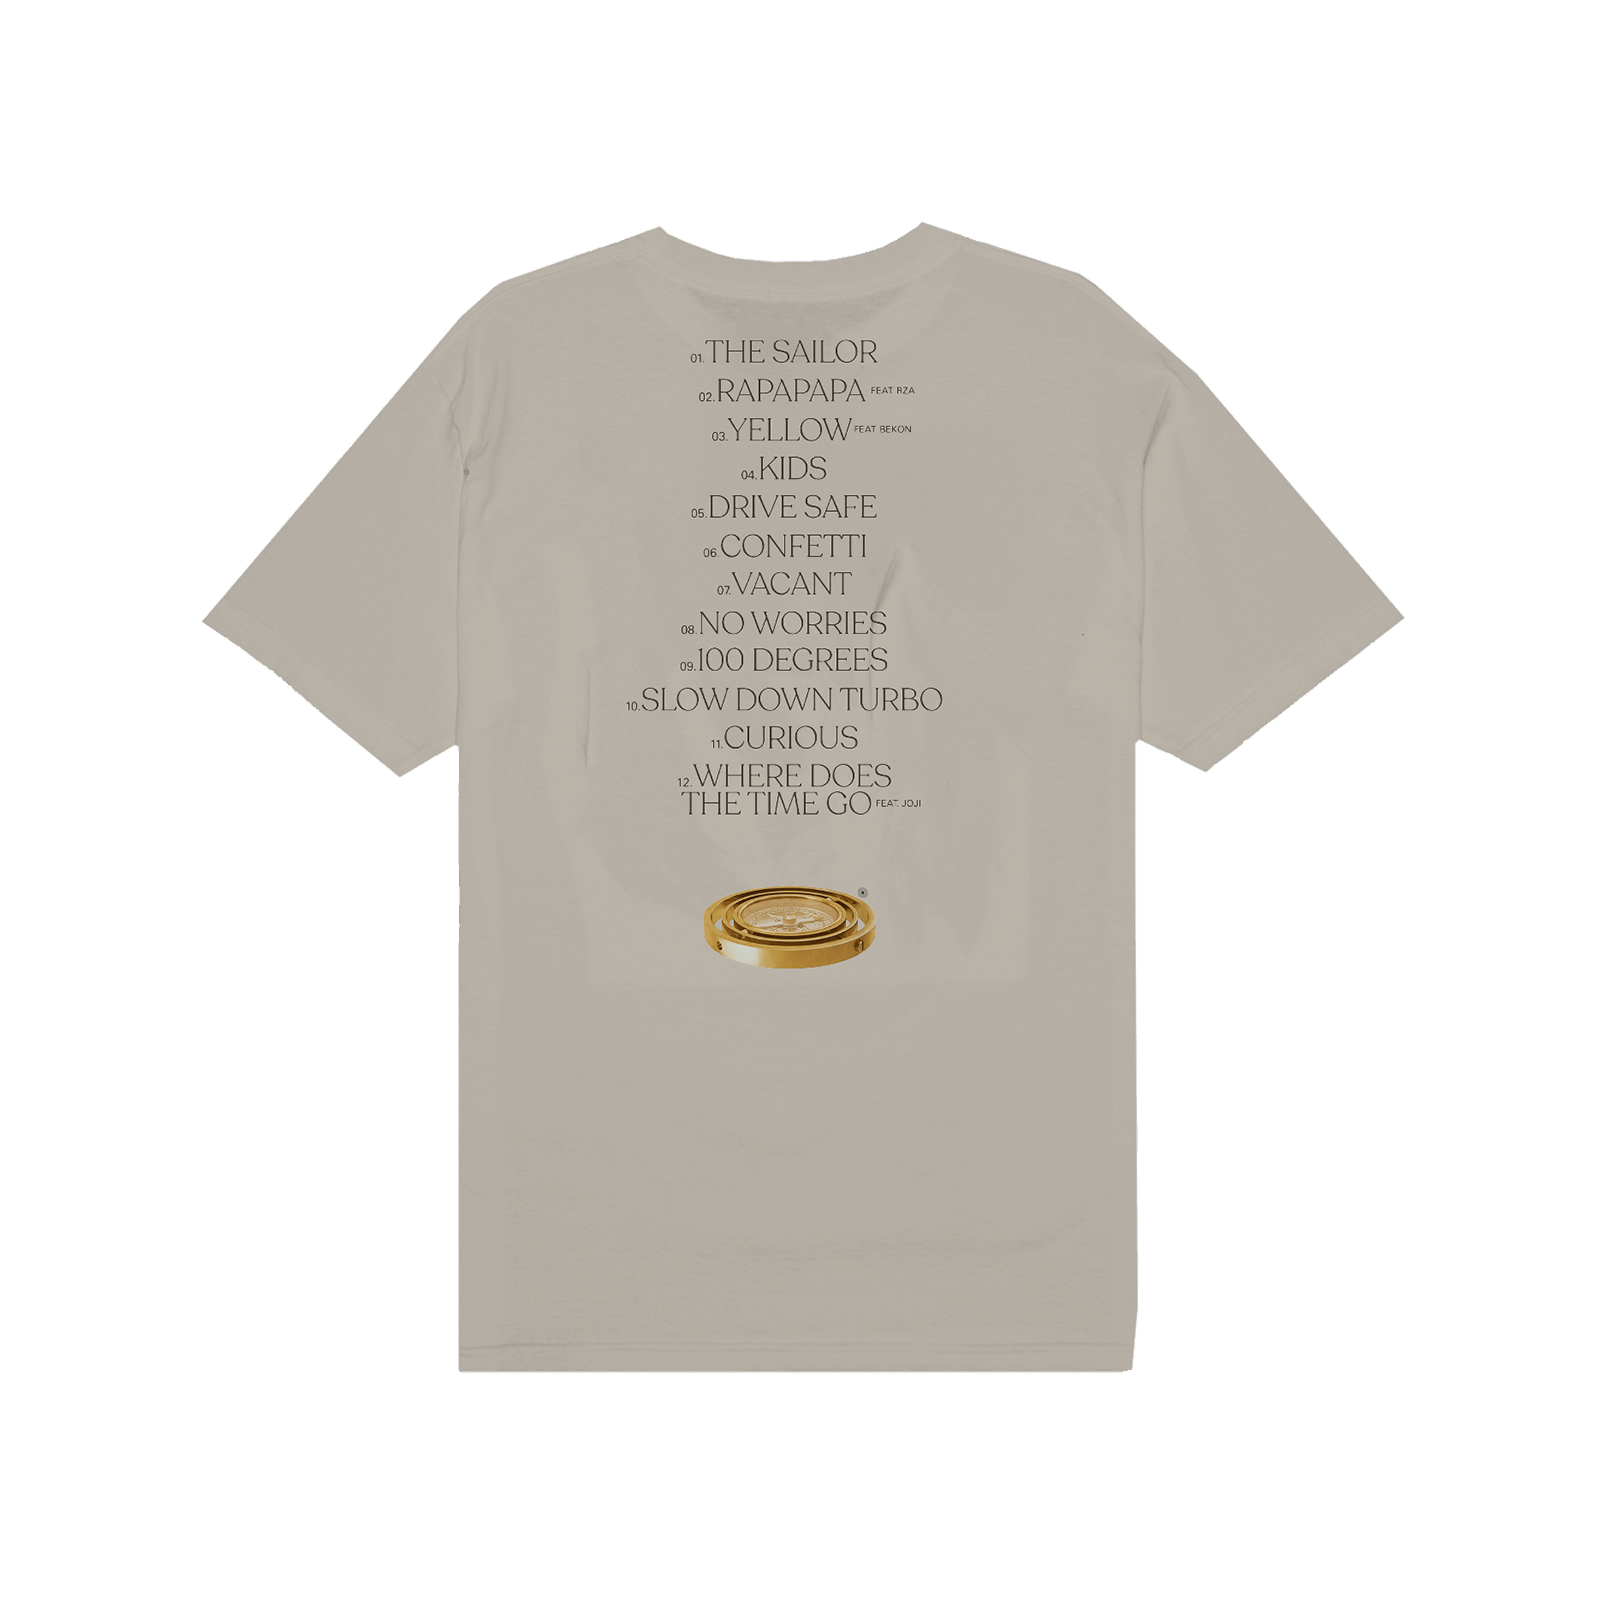 01. THE SAILOR
02. RAPAPAPA FEAT RZA
03. YELLOW FEAT BEKON
04. KIDS
05. DRIVE SAFE
06. CONFETTI
07. VACANT
08. NO WORRIES
09. 100 DEGREES
10. SLOW DOWN TURBO
11. CURIOUS
12. WHERE DOES
THE TIME GO FEAT. JOJI